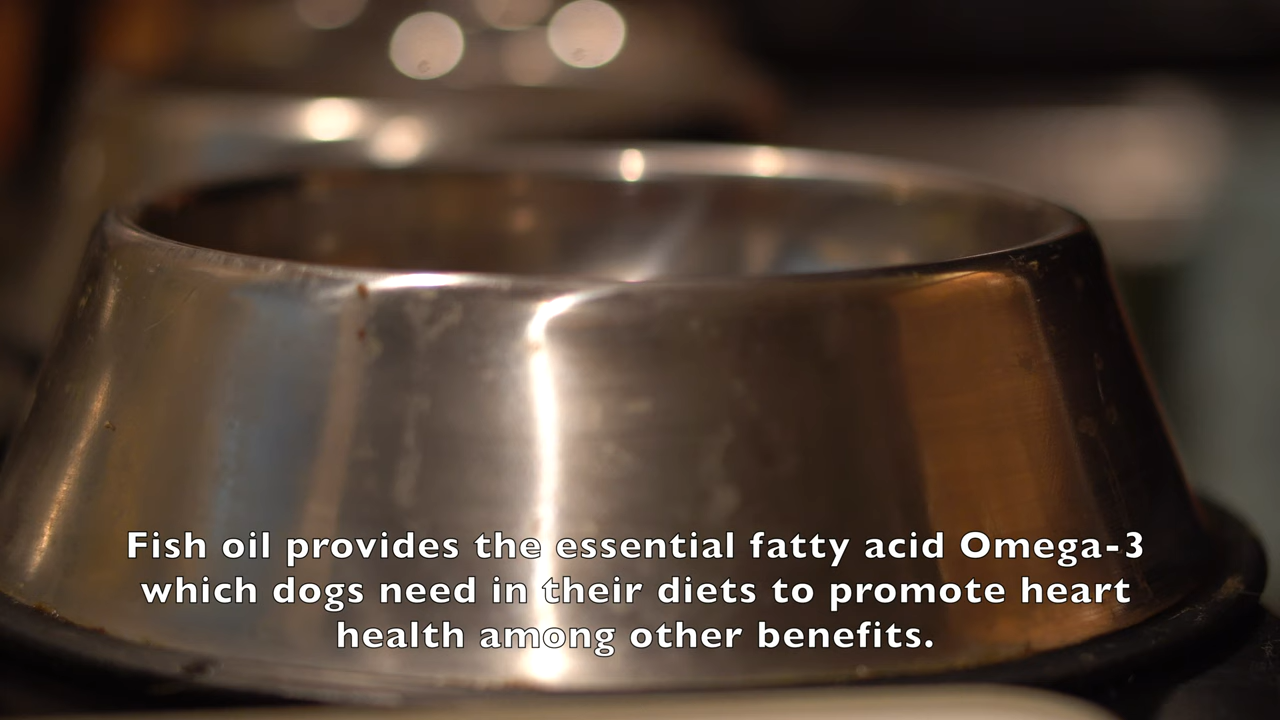 Fish oil provides the essential fatty acid Omega-3
which dogs need in their diets to promote heart
health among other benefits.